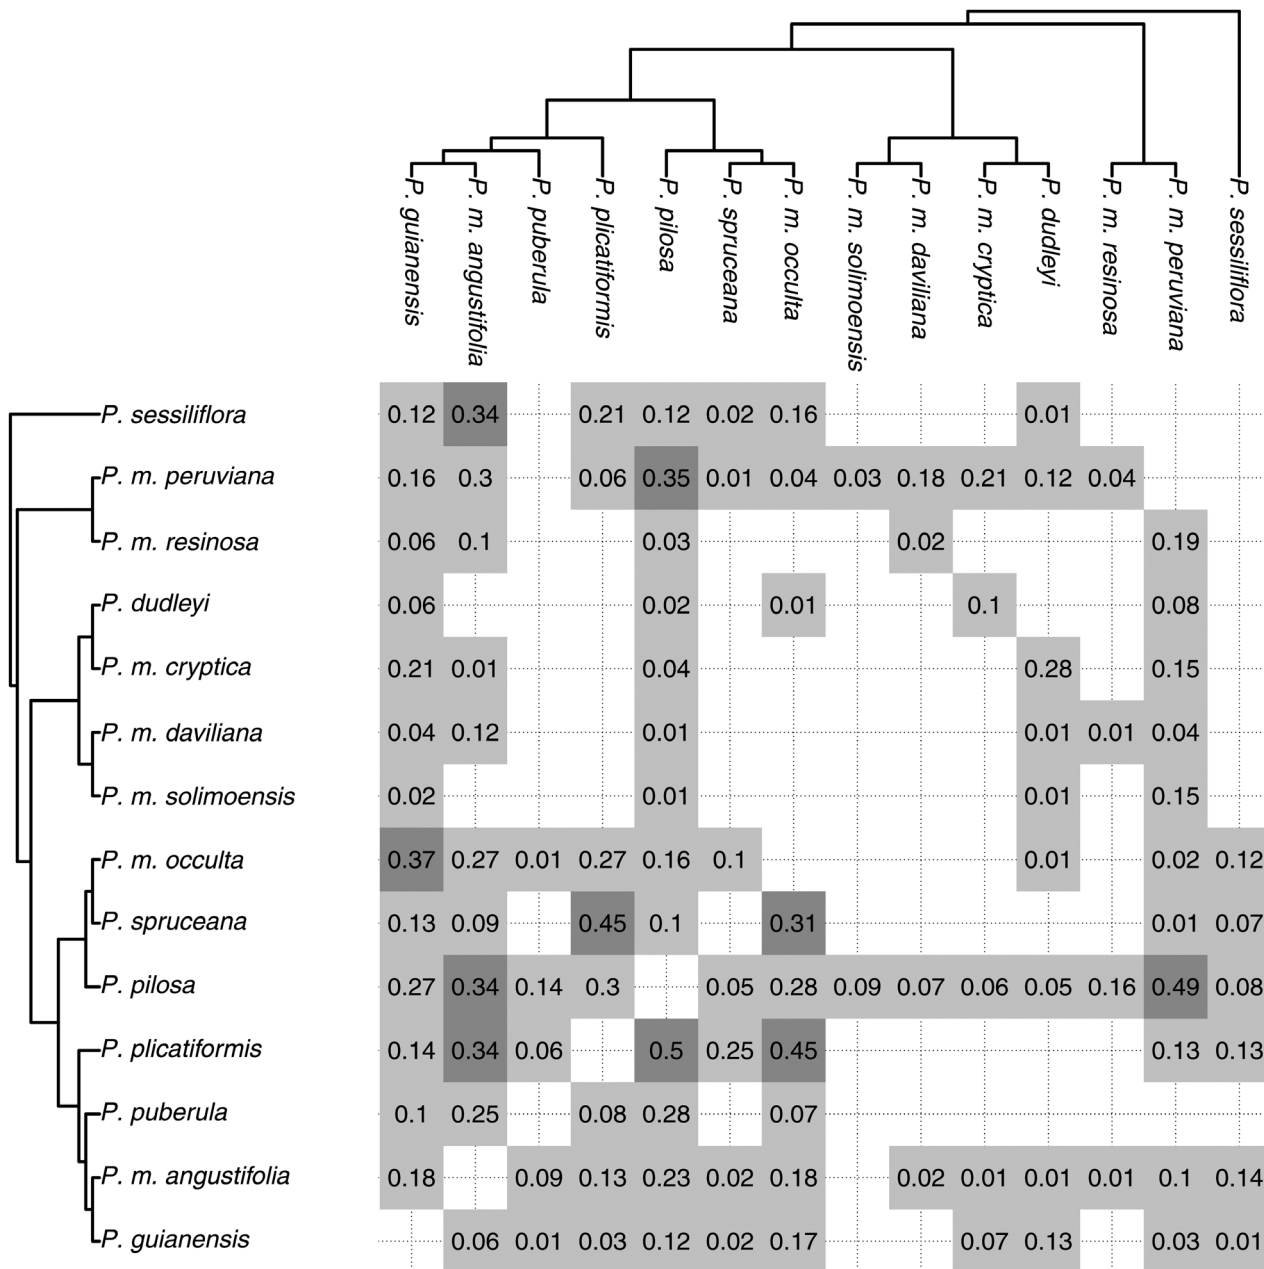 P. guianensis
P. m. angustifolia
P. puberula
P. plicatiformis
P. pilosa
P. spruceana
P. m. occulta
P. m. solimoensis
P. m. daviliana
P. m. cryptica
P. dudleyi
P. m. resinosa
P. m. peruviana
P. sessiliflora
P. sessiliflora 0.12 0.34 0.21 0.12 0.02 0.16 0.01
P. m. peruviana 0.16 0.3 0.06 0.35 0.01 0.04 0.03 0.18 0.21 0.12 0.04
P. m. resinosa 0.06 0.1 0.03 0.02 0.19
P. dudleyi 0.06 0.02 0.01 0.1 0.08
P. m. cryptica 0.21 0.01 0.04 0.28 0.15
P. m. daviliana 0.04 0.12 0.01 0.01 0.01 0.04
P. m. solimoensis 0.02 0.01 0.01 0.15
P. m. occulta 0.37 0.27 0.01 0.27 0.16 0.1 0.01 0.02 0.12
P. spruceana 0.13 0.09 0.45 0.1 0.31 0.01 0.07
P. pilosa 0.27 0.34 0.14 0.3 0.05 0.28 0.09 0.07 0.06 0.05 0.16 0.49 0.08
P. plicatiformis 0.14 0.34 0.06 0.5 0.25 0.45 0.13 0.13
P. puberula 0.1 0.25 0.08 0.28 0.07
P. m. angustifolia 0.18 0.09 0.13 0.23 0.02 0.18 0.02 0.01 0.01 0.01 0.1 0.14
P. guianensis 0.06 0.01 0.03 0.12 0.02 0.17 0.07 0.13 0.03 0.01